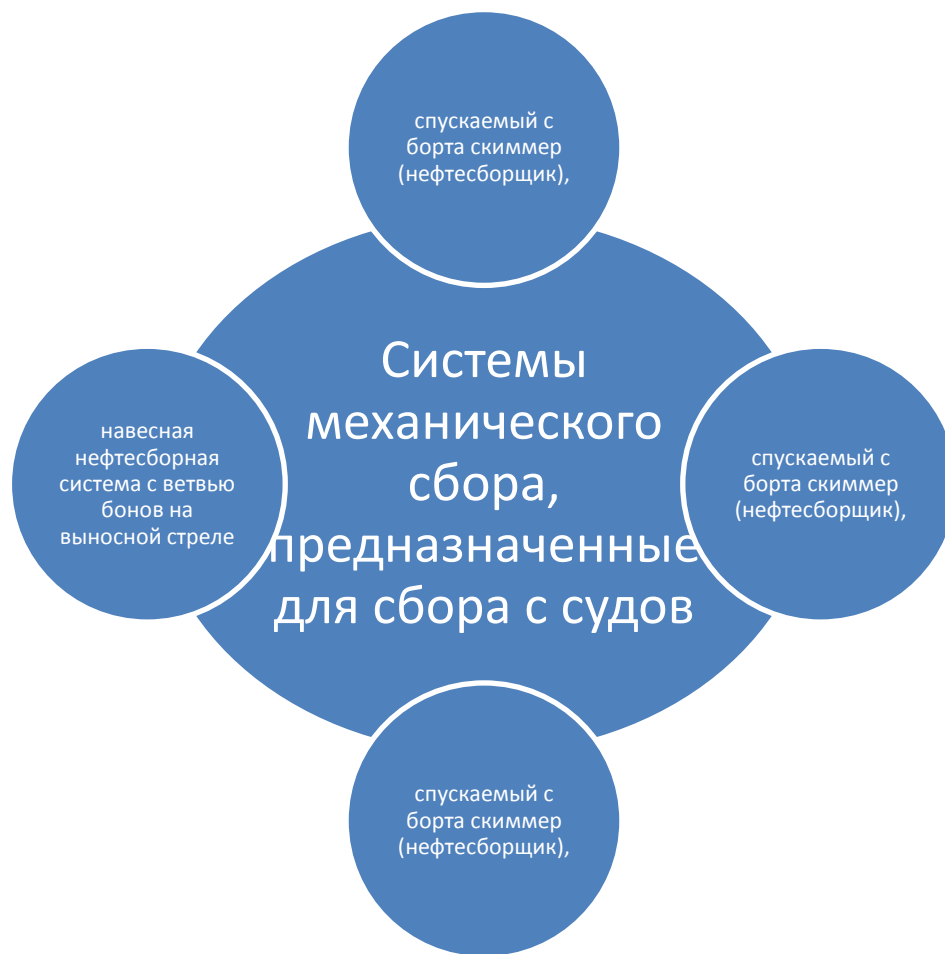 спускаемый с
борта скиммер
(нефтесборщик),
Системы
механического
сбора,
предназначенные
для сбора с судов
навесная
нефтесборная
система с ветвью
бонов на
выносной стреле
спускаемый с
борта скиммер
(нефтесборщик),
спускаемый с
борта скиммер
(нефтесборщик),